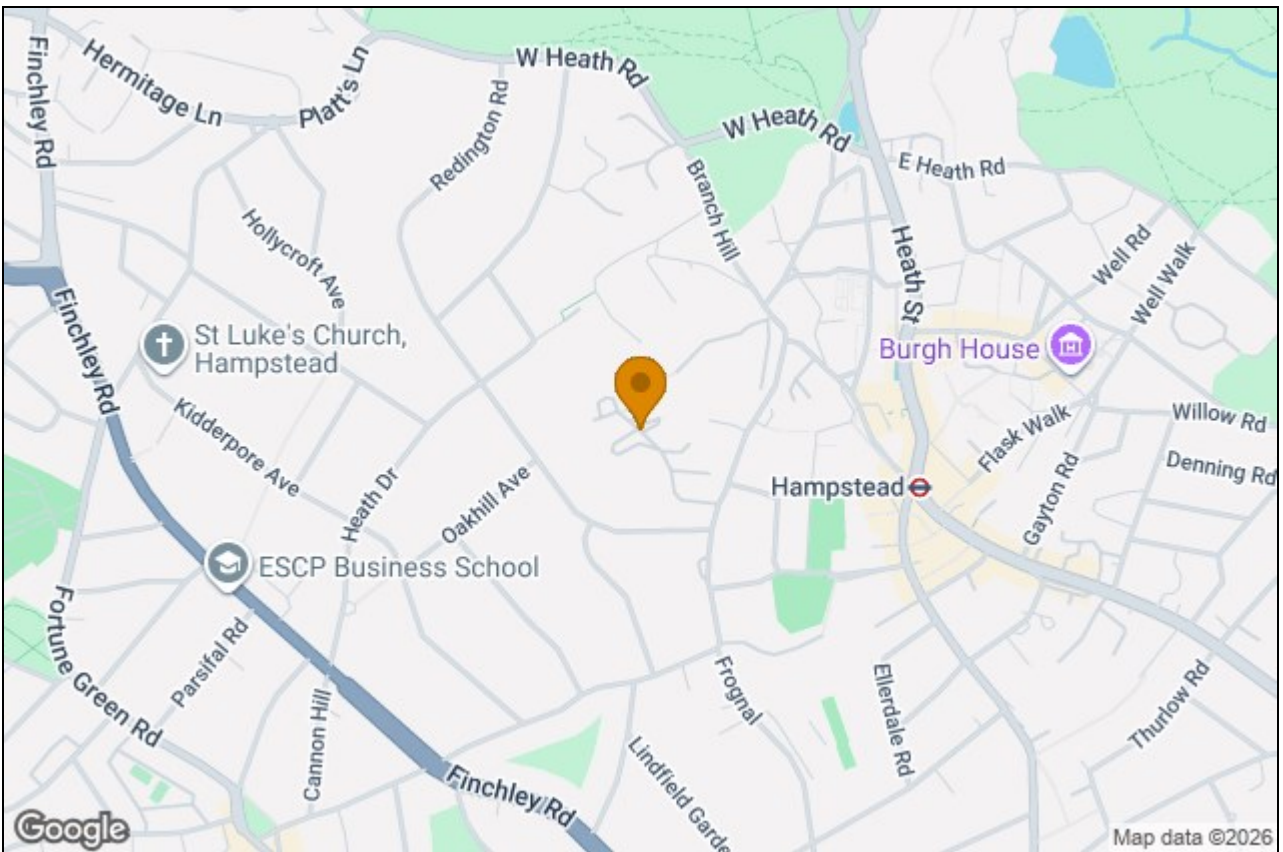 Finchley Rd
Hermitage Ln
Platt's Ln
W Heath Rd
Redington Rd
W Heath Rd
E Heath Rd
Branch Hill
Hollycroft Ave
Heath St
Well Rd
Well Walk
Finchley Rd
St Luke's Church,
Hampstead
Burgh House
Kidderpore Ave
Willow Rd
Flask Walk
Denning Rd
Heath Dr
Oakhill Ave
Hampstead
Gayton Rd
ESCP Business School
Fortune Green Rd
Parsifal Rd
Cannon Hill
Frognal
Ellerdale Rd
Thurlow Rd
Lindfield Garde
Finchley Rd
Google
Map data ©2026